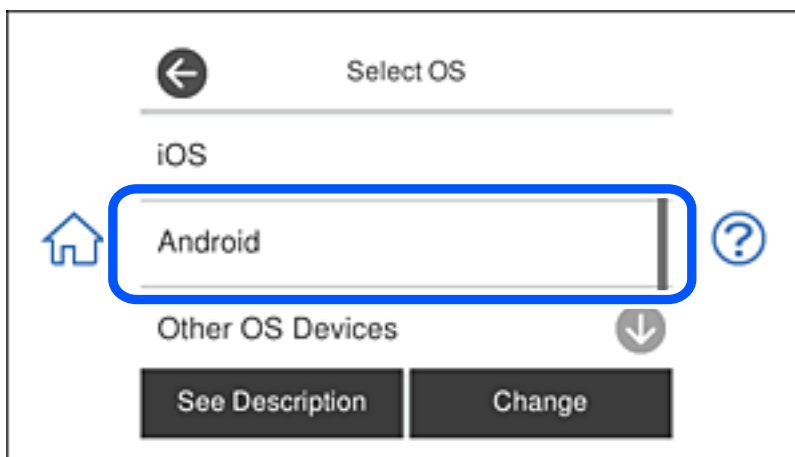 Select OS
iOS
Android
Other OS Devices
See Description
Change